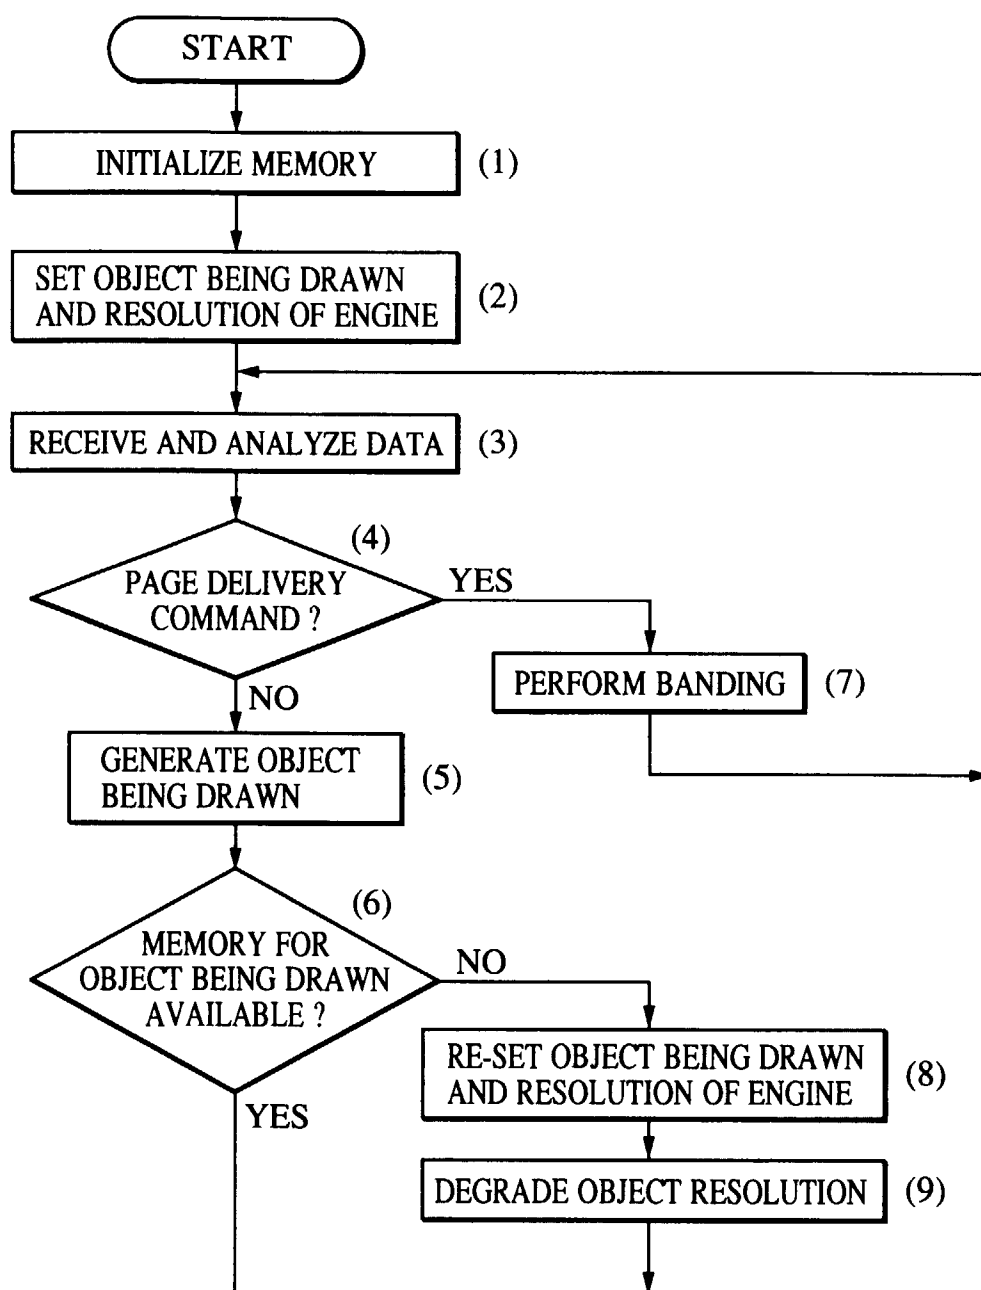 START
INITIALIZE MEMORY (1)
SET OBJECT BEING DRAWN
AND RESOLUTION OF ENGINE (2)
RECEIVE AND ANALYZE DATA (3)
(4)
PAGE DELIVERY
COMMAND ?
YES
NO
PERFORM BANDING (7)
GENERATE OBJECT
BEING DRAWN (5)
(6)
MEMORY FOR
OBJECT BEING DRAWN
AVAILABLE ?
NO
YES
RE-SET OBJECT BEING DRAWN
AND RESOLUTION OF ENGINE (8)
DEGRADE OBJECT RESOLUTION (9)